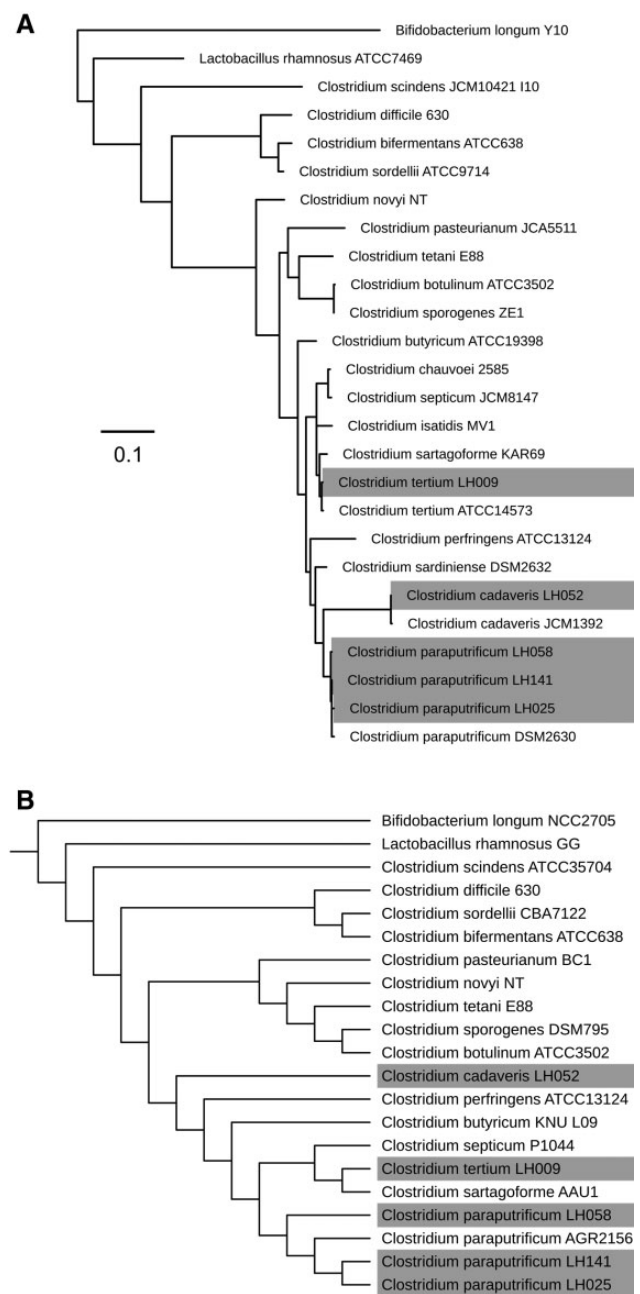 A
Bifidobacterium longum Y10
Lactobacillus rhamnosus ATCC7469
Clostridium scindens JCM10421 I10
Clostridium difficile 630
Clostridium bifermentans ATCC638
Clostridium sordellii ATCC9714
Clostridium novyi NT
Clostridium pasteurianum JCA5511
Clostridium tetani E88
Clostridium botulinum ATCC3502
Clostridium sporogenes ZE1
Clostridium butyricum ATCC19398
Clostridium chauvoei 2585
Clostridium septicum JCM8147
Clostridium isatidis MV1
0.1
Clostridium sartagoforme KAR69
Clostridium tertium LH009
Clostridium tertium ATCC14573
Clostridium perfringens ATCC13124
Clostridium sardiniense DSM2632
Clostridium cadaveris LH052
Clostridium cadaveris JCM1392
Clostridium paraputrificum LH058
Clostridium paraputrificum LH141
Clostridium paraputrificum LH025
Clostridium paraputrificum DSM2630
B
Bifidobacterium longum NCC2705
Lactobacillus rhamnosus GG
Clostridium scindens ATCC35704
Clostridium difficile 630
Clostridium sordellii CBA7122
Clostridium bifermentans ATCC638
Clostridium pasteurianum BC1
Clostridium novyi NT
Clostridium tetani E88
Clostridium sporogenes DSM795
Clostridium botulinum ATCC3502
Clostridium cadaveris LH052
Clostridium perfringens ATCC13124
Clostridium butyricum KNU L09
Clostridium septicum P1044
Clostridium tertium LH009
Clostridium sartagoforme AAU1
Clostridium paraputrificum LH058
Clostridium paraputrificum AGR2156
Clostridium paraputrificum LH141
Clostridium paraputrificum LH025